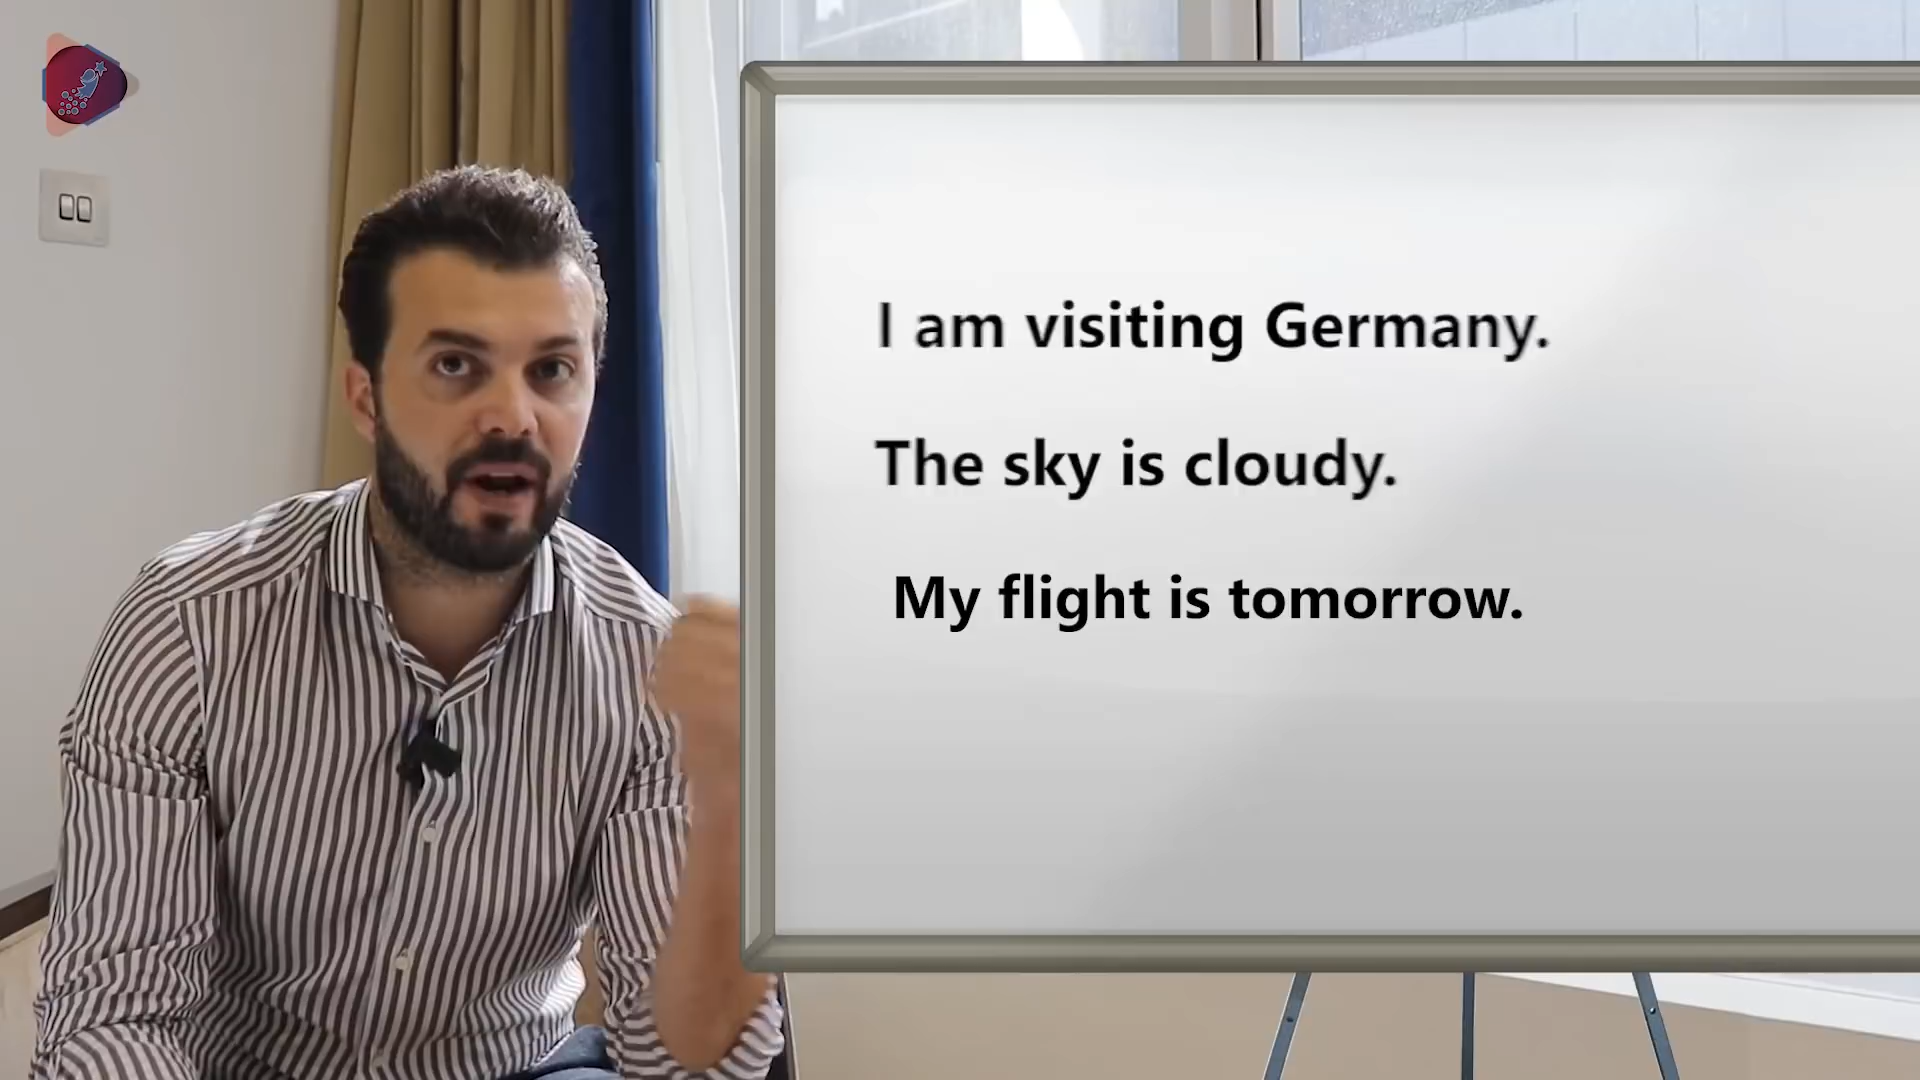 I am visiting Germany.
The sky is cloudy.
My flight is tomorrow.